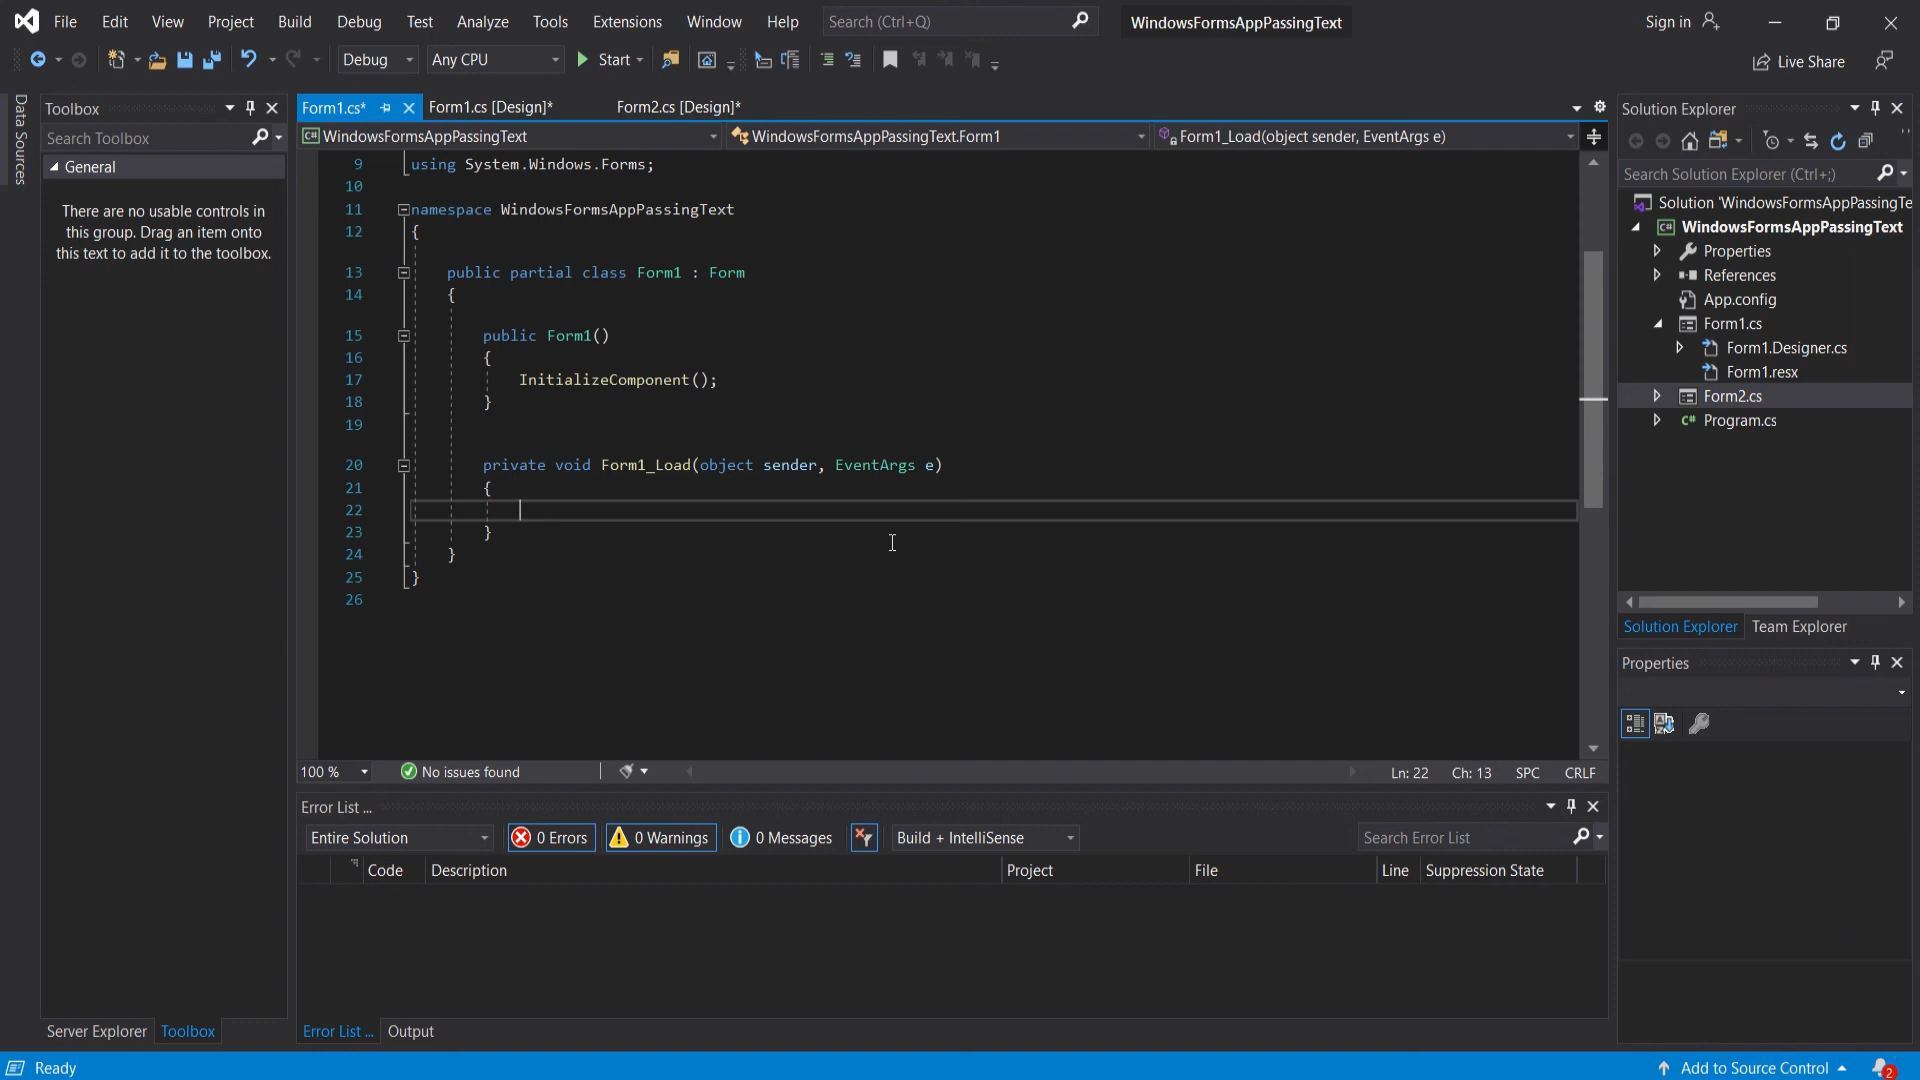 File Edit View Project Build Debug Test Analyze Tools Extensions Window Help Search (Ctrl+Q) WindowsFormsAppPassingText Sign in
Debug Any CPU Start Live Share
Data Sources
Toolbox
Search Toolbox
General
There are no usable controls in
this group. Drag an item onto
this text to add it to the toolbox.
Server Explorer Toolbox
Form1.cs* Form1.cs [Design]* Form2.cs [Design]*
WindowsFormsAppPassingText WindowsFormsAppPassingText.Form1 Form1_Load(object sender, EventArgs e)
9 using System.Windows.Forms;
10
11 namespace WindowsFormsAppPassingText
12 {
13 public partial class Form1 : Form
14 {
15 public Form1()
16 {
17 InitializeComponent();
18 }
19
20 private void Form1_Load(object sender, EventArgs e)
21 {
22
23 }
24 }
25 }
26
100 % No issues found Ln: 22 Ch: 13 SPC CRLF
Error List ...
Entire Solution 0 Errors 0 Warnings 0 Messages Build + IntelliSense Search Error List
Code Description Project File Line Suppression State
Error List ... Output
Solution Explorer
Search Solution Explorer (Ctrl+;)
Solution 'WindowsFormsAppPassingTe
C# WindowsFormsAppPassingText
Properties
References
App.config
Form1.cs
Form1.Designer.cs
Form1.resx
Form2.cs
C# Program.cs
Solution Explorer Team Explorer
Properties
Ready Add to Source Control 2